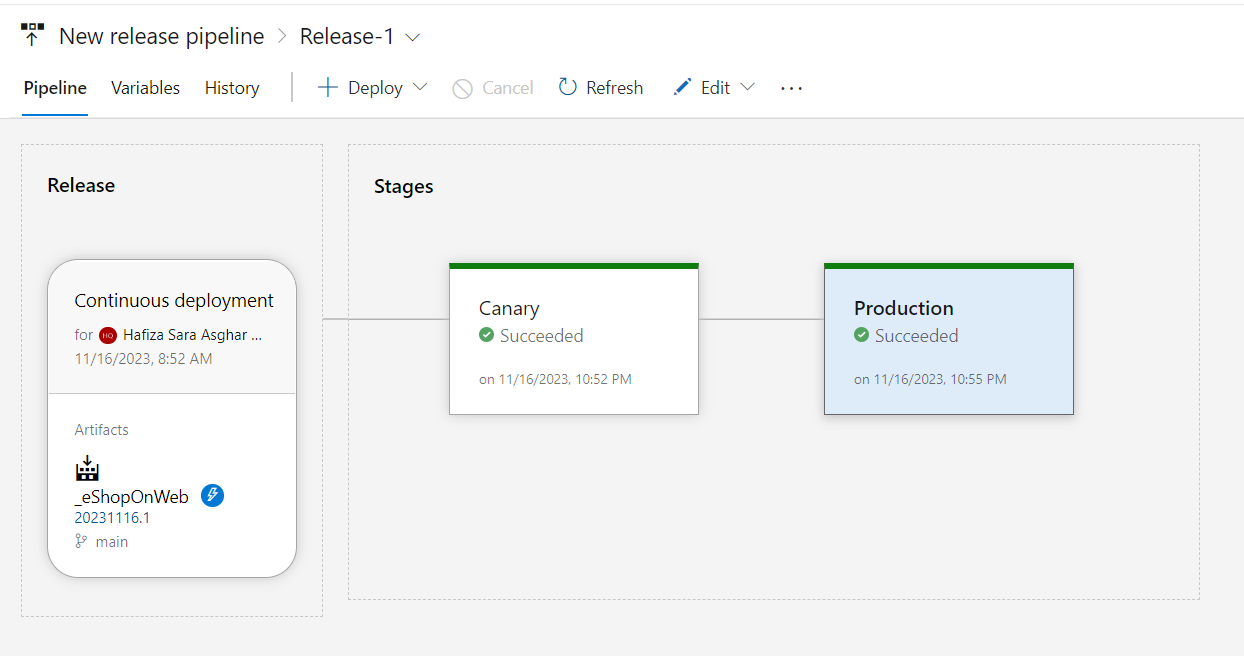 New release pipeline > Release-1
Pipeline Variables History Deploy Cancel Refresh Edit ...
Release
Continuous deployment
for HQ Hafiza Sara Asghar ...
11/16/2023, 8:52 AM
Artifacts
_eShopOnWeb
20231116.1
main
Stages
Canary
Succeeded
on 11/16/2023, 10:52 PM
Production
Succeeded
on 11/16/2023, 10:55 PM